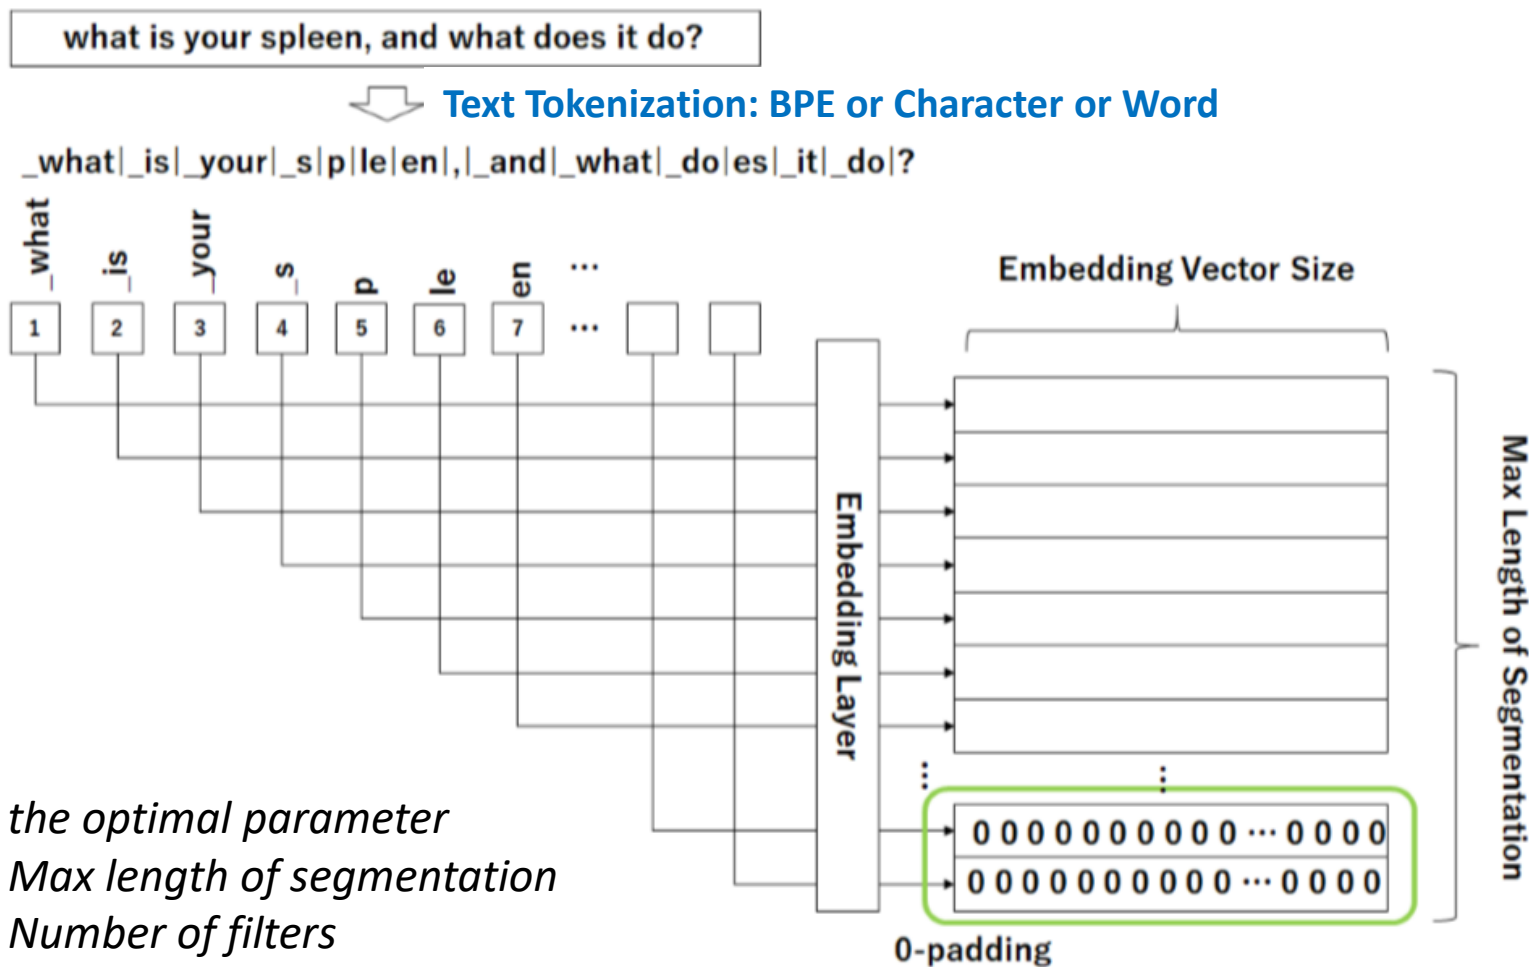 what is your spleen, and what does it do?
Text Tokenization: BPE or Character or Word
_what|_is|_your|_s|p|le|en|,|_and|_what|_do|es|_it|_do|?
_what _is _your _s p le en ...
1 2 3 4 5 6 7 ...
Embedding Vector Size
Embedding Layer
Max Length of Segmentation
... ...
0 0 0 0 0 0 0 0 0 0 ... 0 0 0 0
0 0 0 0 0 0 0 0 0 0 ... 0 0 0 0
0-padding
the optimal parameter
Max length of segmentation
Number of filters